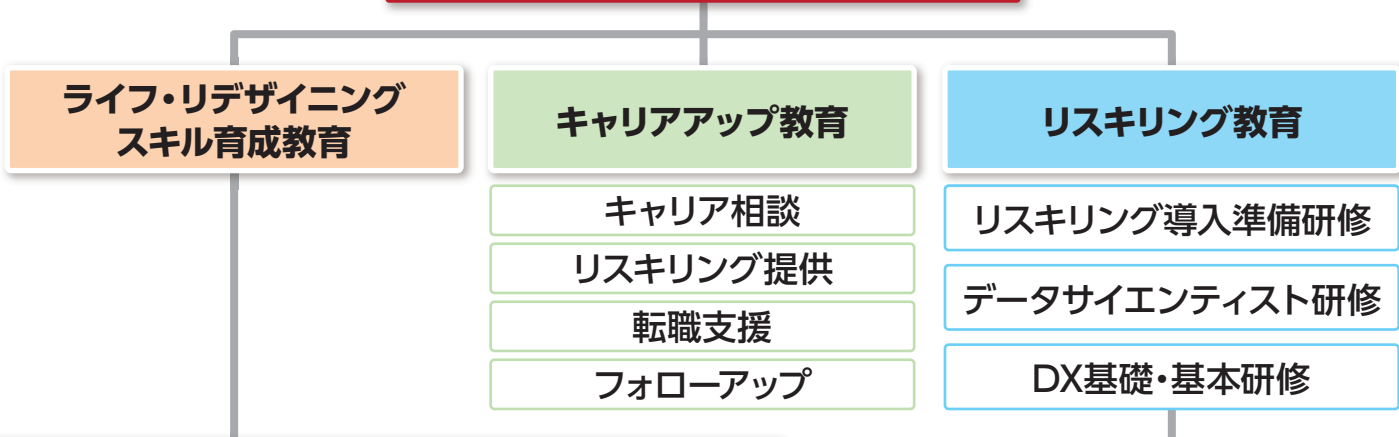 ライフ・リデザイニング
スキル育成教育
キャリアアップ教育
キャリア相談
リスキリング提供
転職支援
フォローアップ
リスキリング教育
リスキリング導入準備研修
データサイエンティスト研修
DX基礎・基本研修